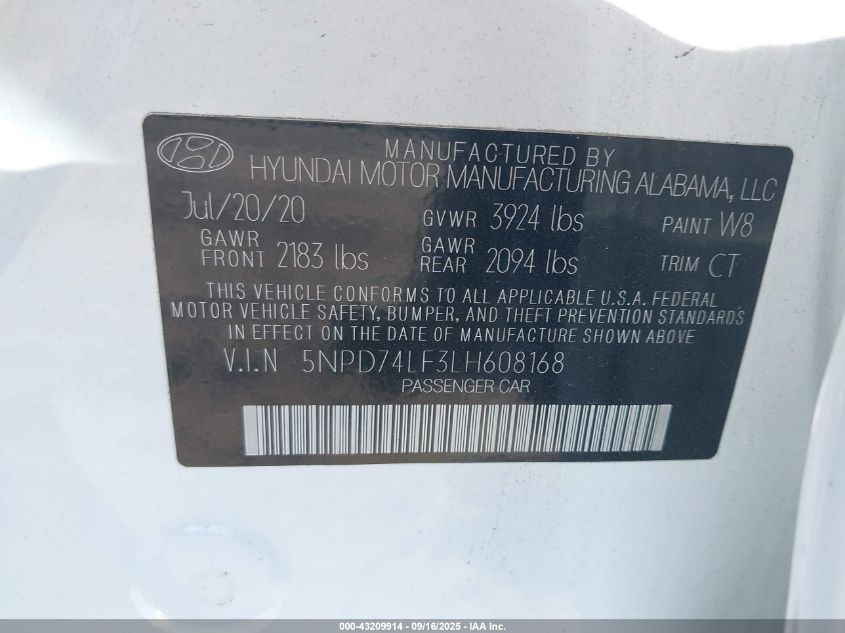 MANUFACTURED BY
HYUNDAI MOTOR MANUFACTURING ALABAMA, LLC
Jul/20/20 GVWR 3924 lbs PAINT W8
GAWR FRONT 2183 lbs GAWR REAR 2094 lbs TRIM CT
THIS VEHICLE CONFORMS TO ALL APPLICABLE U.S.A. FEDERAL
MOTOR VEHICLE SAFETY, BUMPER, AND THEFT PREVENTION STANDARD'S
IN EFFECT ON THE DATE OF MANUFACTURE SHOWN ABOVE
V.I.N 5NPD74LF3LH608168
PASSENGER CAR
000-43209914 - 09/16/2025 - IAA Inc.